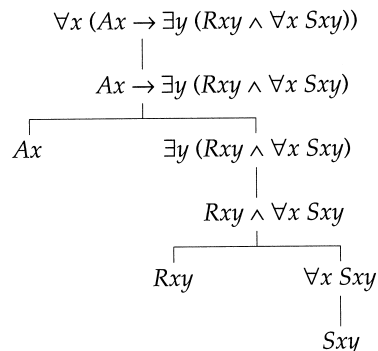 ∀x (Ax → ∃y (Rxy ∧ ∀x Sxy))
Ax → ∃y (Rxy ∧ ∀x Sxy)
Ax ∃y (Rxy ∧ ∀x Sxy)
Rxy ∧ ∀x Sxy
Rxy ∀x Sxy
Sxy